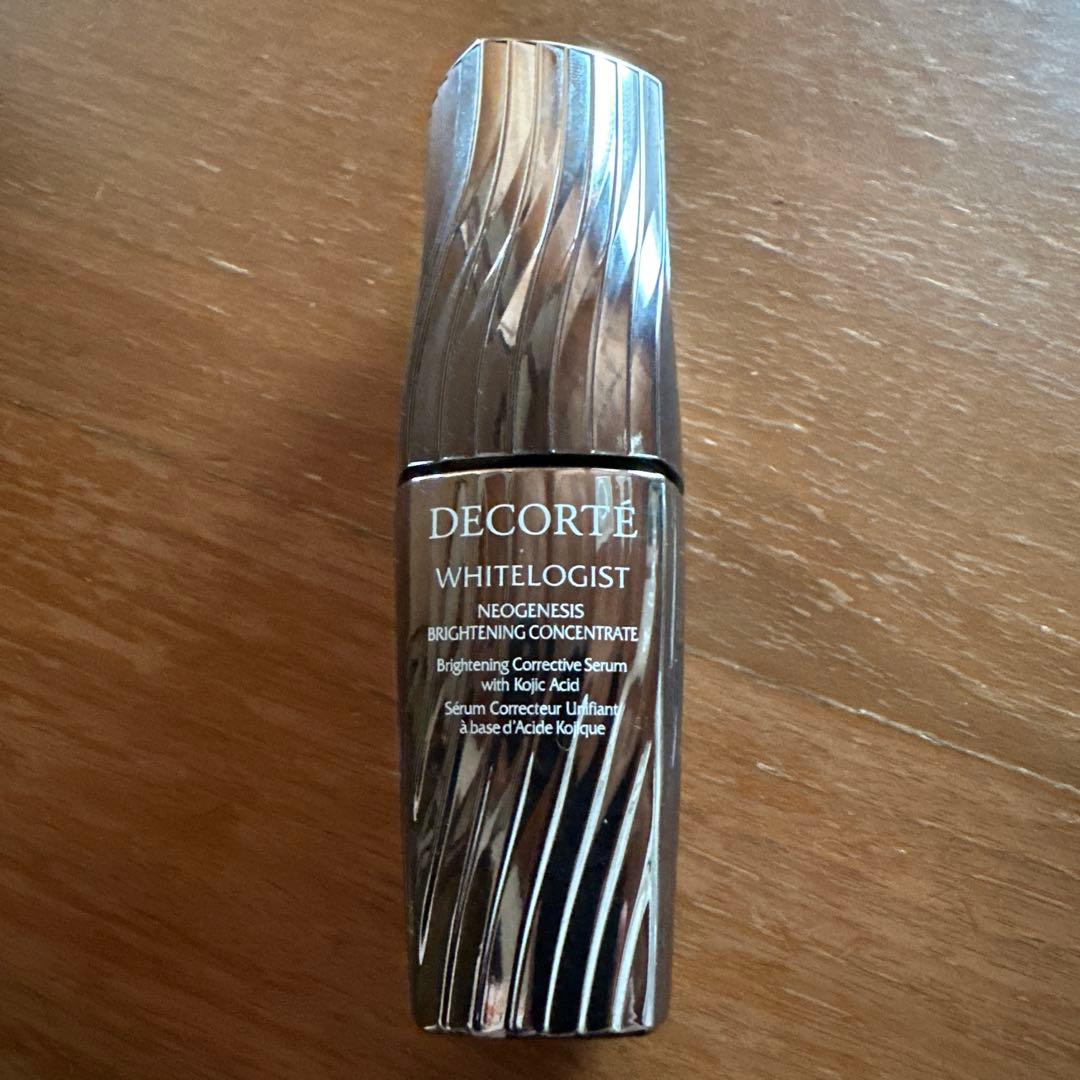 DECORTÉ
WHITELOGIST
NEOGENESIS
BRIGHTENING CONCENTRATE
Brightening Corrective Serum
with Kojic Acid
Sérum Correcteur Unifiant
à base d'Acide Kojique